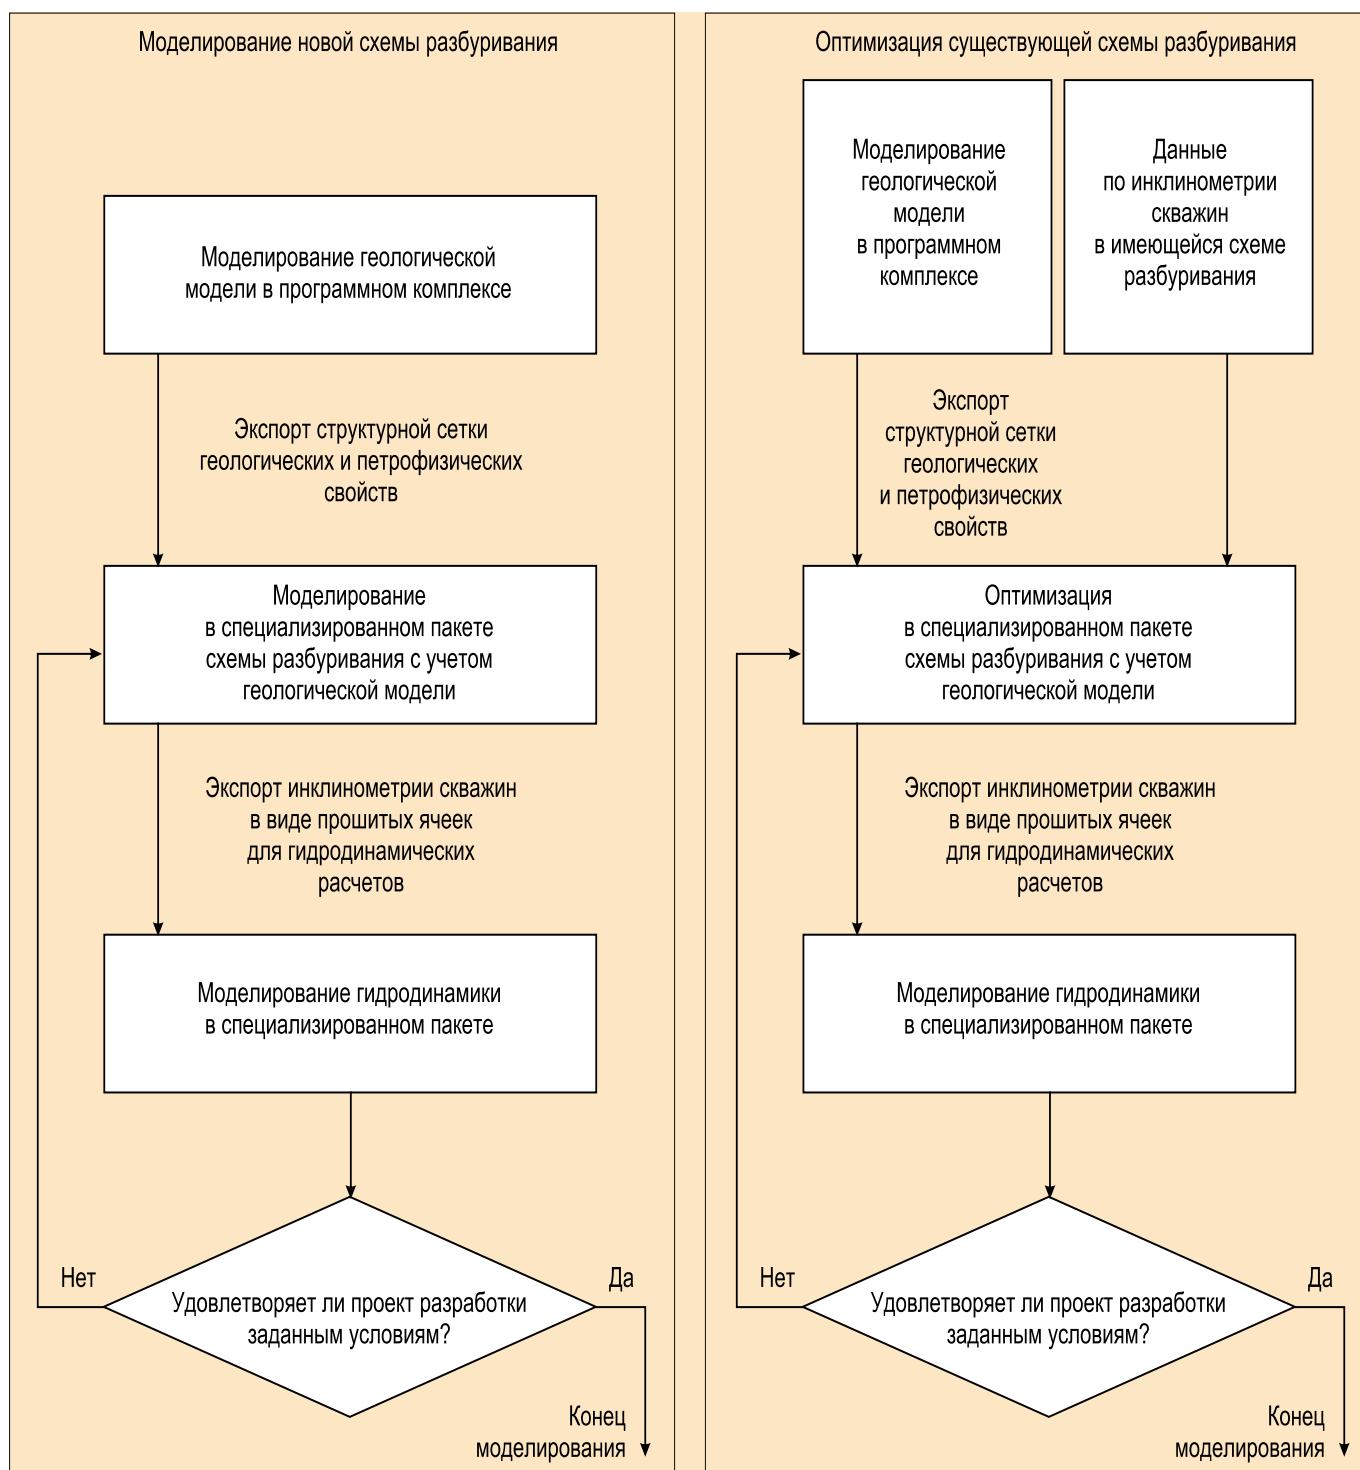 Моделирование новой схемы разбуривания
Моделирование геологической
модели в программном комплексе
Экспорт структурной сетки
геологических и петрофизических
свойств
Моделирование
в специализированном пакете
схемы разбуривания с учетом
геологической модели
Экспорт инклинометрии скважин
в виде прошитых ячеек
для гидродинамических
расчетов
Моделирование гидродинамики
в специализированном пакете
Нет
Да
Удовлетворяет ли проект разработки
заданным условиям?
Конец
моделирования
Оптимизация существующей схемы разбуривания
Моделирование
геологической
модели
в программном
комплексе
Данные
по инклинометрии
скважин
в имеющейся схеме
разбуривания
Экспорт
структурной сетки
геологических
и петрофизических
свойств
Оптимизация
в специализированном пакете
схемы разбуривания с учетом
геологической модели
Экспорт инклинометрии скважин
в виде прошитых ячеек
для гидродинамических
расчетов
Моделирование гидродинамики
в специализированном пакете
Нет
Да
Удовлетворяет ли проект разработки
заданным условиям?
Конец
моделирования